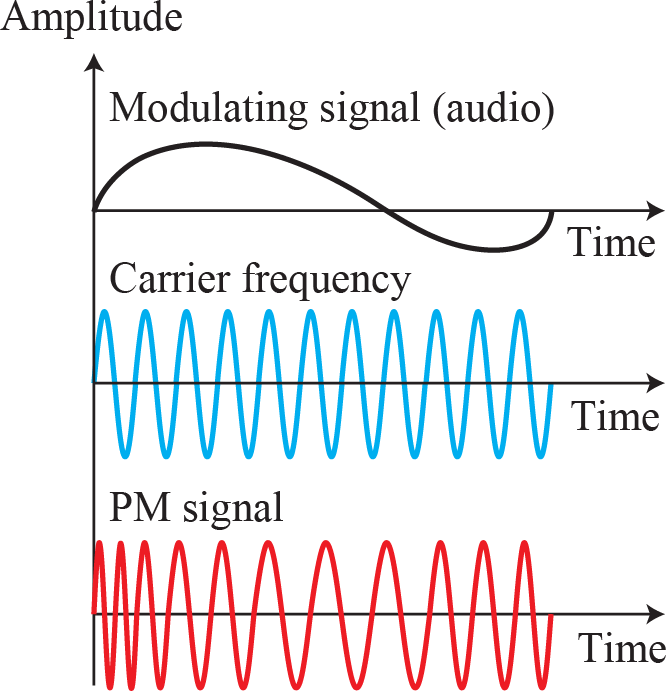 Amplitude
Modulating signal (audio)
Time
Carrier frequency
Time
PM signal
Time